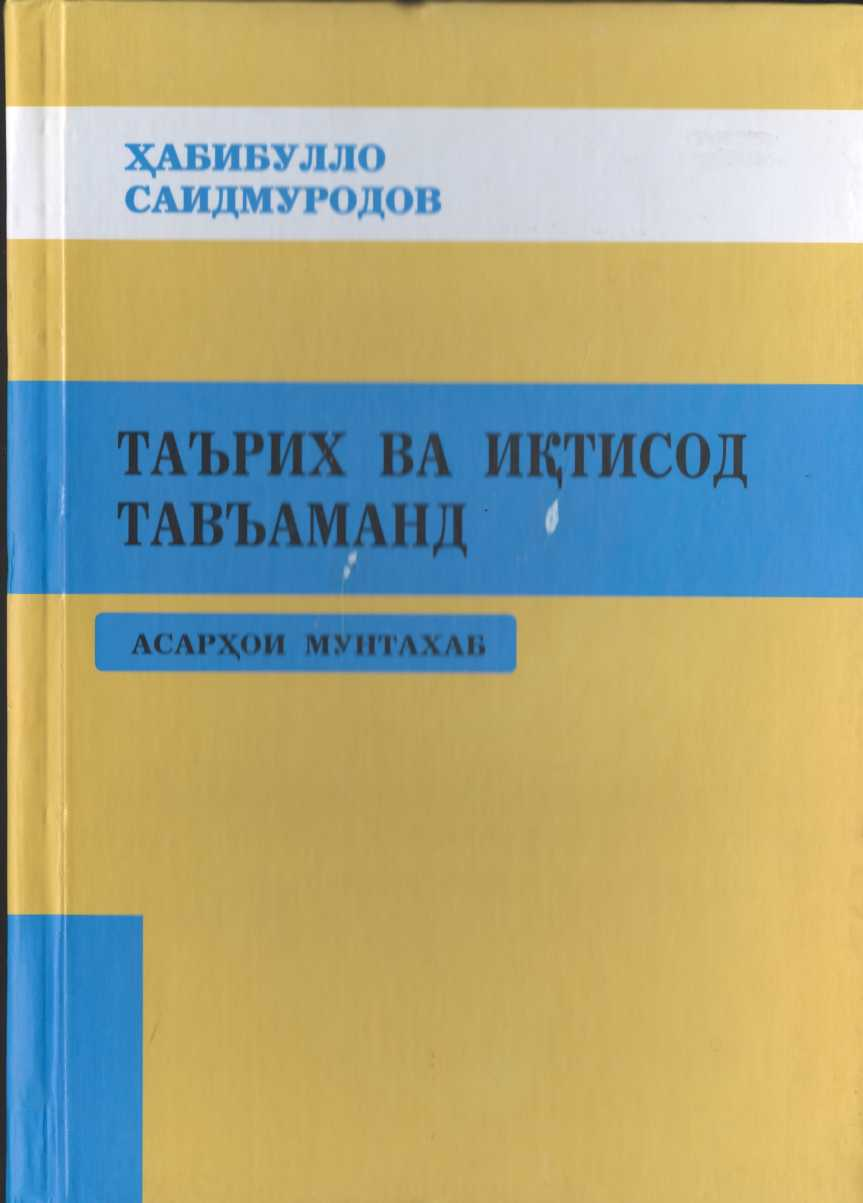 ҲАБИБУЛЛО
САИДМУРОДОВ
ТАЪРИХ ВА ИҚТИСОД
ТАВЪАМАНД
АСАРҲОИ МУНТАХАБ